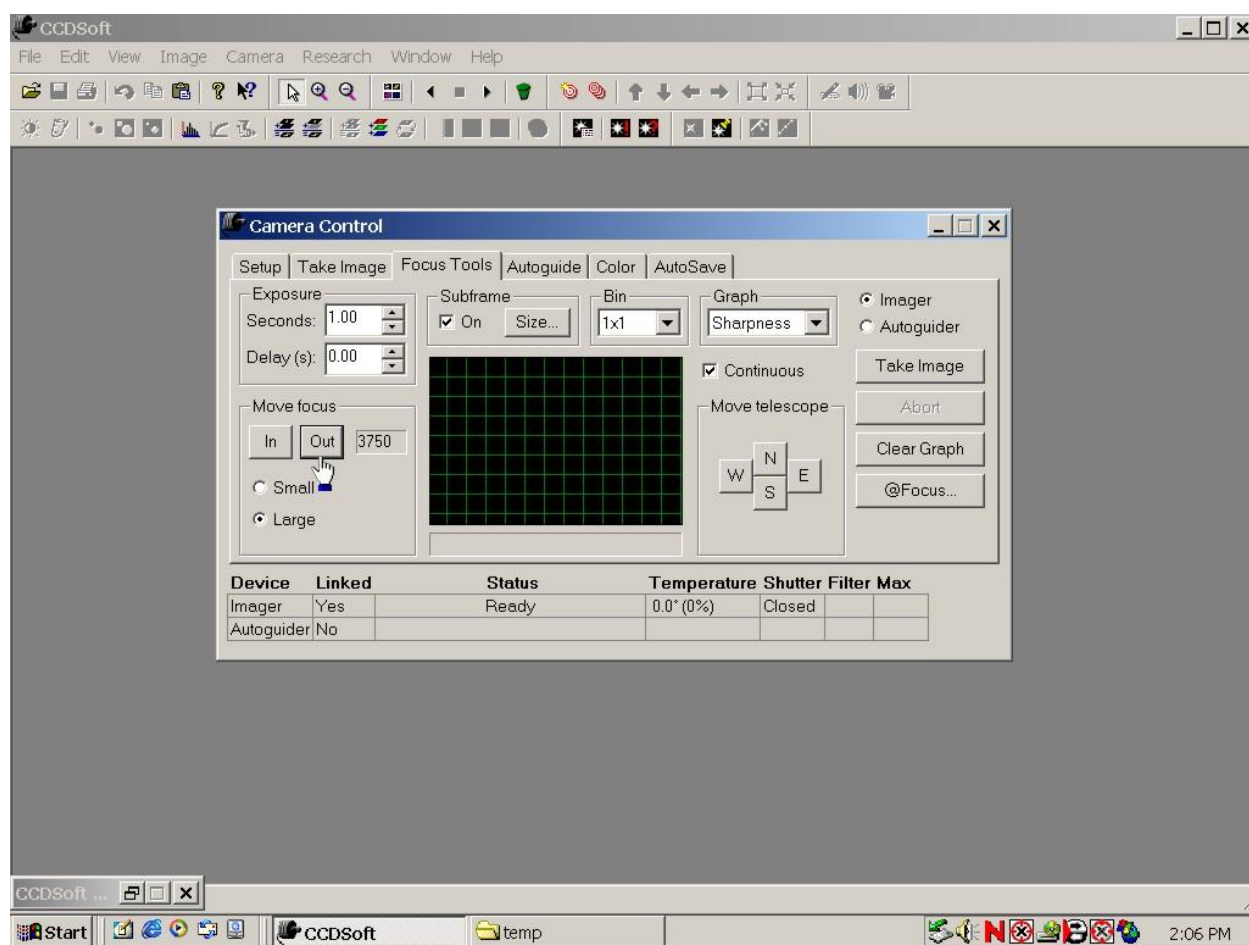 CCDSoft
File Edit View Image Camera Research Window Help
Camera Control
Setup Take Image Focus Tools Autoguide Color AutoSave
Exposure Subframe Bin Graph Imager
Seconds: 1.00 On Size... 1x1 Sharpness Autoguider
Delay (s): 0.00 Continuous Take Image
Move focus Move telescope Abort
In Out 3750 N Clear Graph
W E
Small S @Focus...
Large
Device Linked Status Temperature Shutter Filter Max
Imager Yes Ready 0.0° (0%) Closed
Autoguider No
CCDSoft ...
Start CCDSoft temp N 2:06 PM